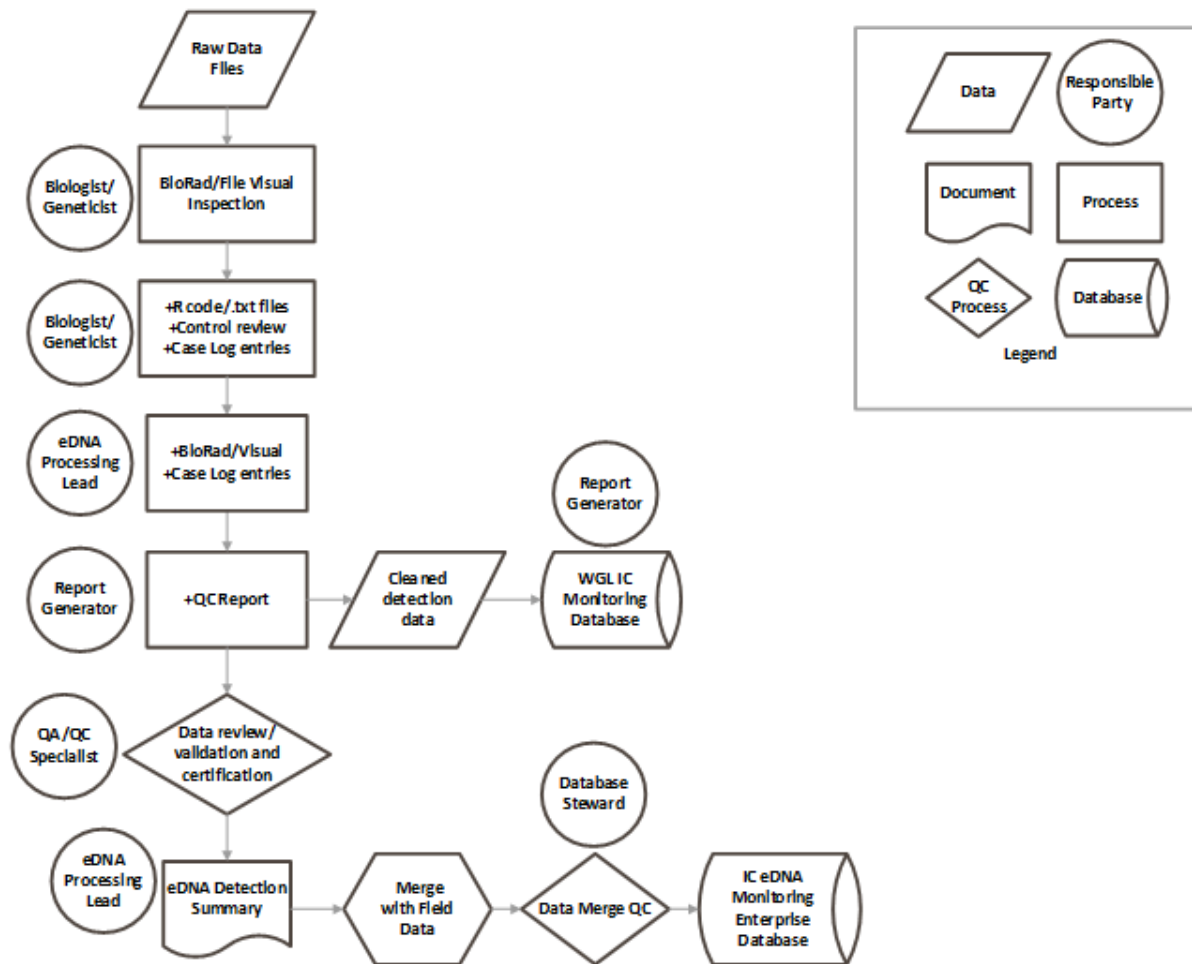 Raw Data
Files
Biologist/
Geneticist
BioRad/File Visual
Inspection
Biologist/
Geneticist
+R code/.txt files
+Control review
+Case Log entries
eDNA
Processing
Lead
+BioRad/Visual
+Case Log entries
Report
Generator
+QC Report
Cleaned
detection
data
Report
Generator
WGL IC
Monitoring
Database
QA/QC
Specialist
Data review/
validation and
certification
eDNA
Processing
Lead
eDNA Detection
Summary
Merge
with Field
Data
Database
Steward
Data Merge QC
IC eDNA
Monitoring
Enterprise
Database
Data
Responsible
Party
Document
Process
QC
Process
Database
Legend